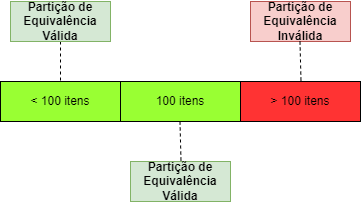 Partição de
Equivalência
Válida
Partição de
Equivalência
Inválida
< 100 itens
100 itens
> 100 itens
Partição de
Equivalência
Válida